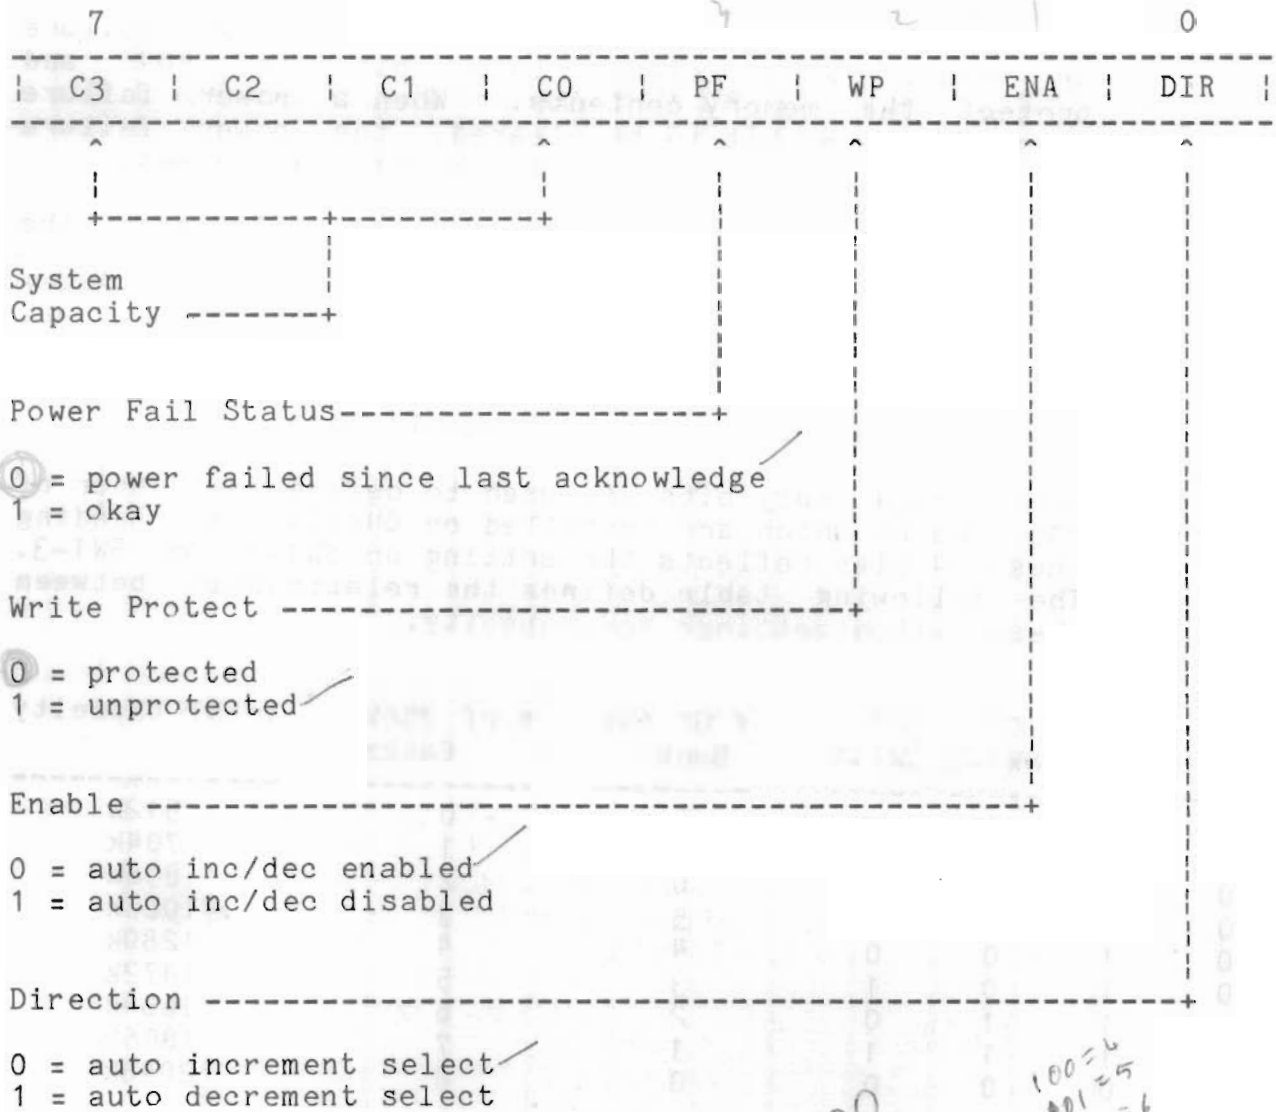 7 2 1 0
C3 C2 C1 C0 PF WP ENA DIR
System
Capacity
Power Fail Status
0 = power failed since last acknowledge
1 = okay
Write Protect
0 = protected
1 = unprotected
Enable
0 = auto inc/dec enabled
1 = auto inc/dec disabled
Direction
0 = auto increment select
1 = auto decrement select